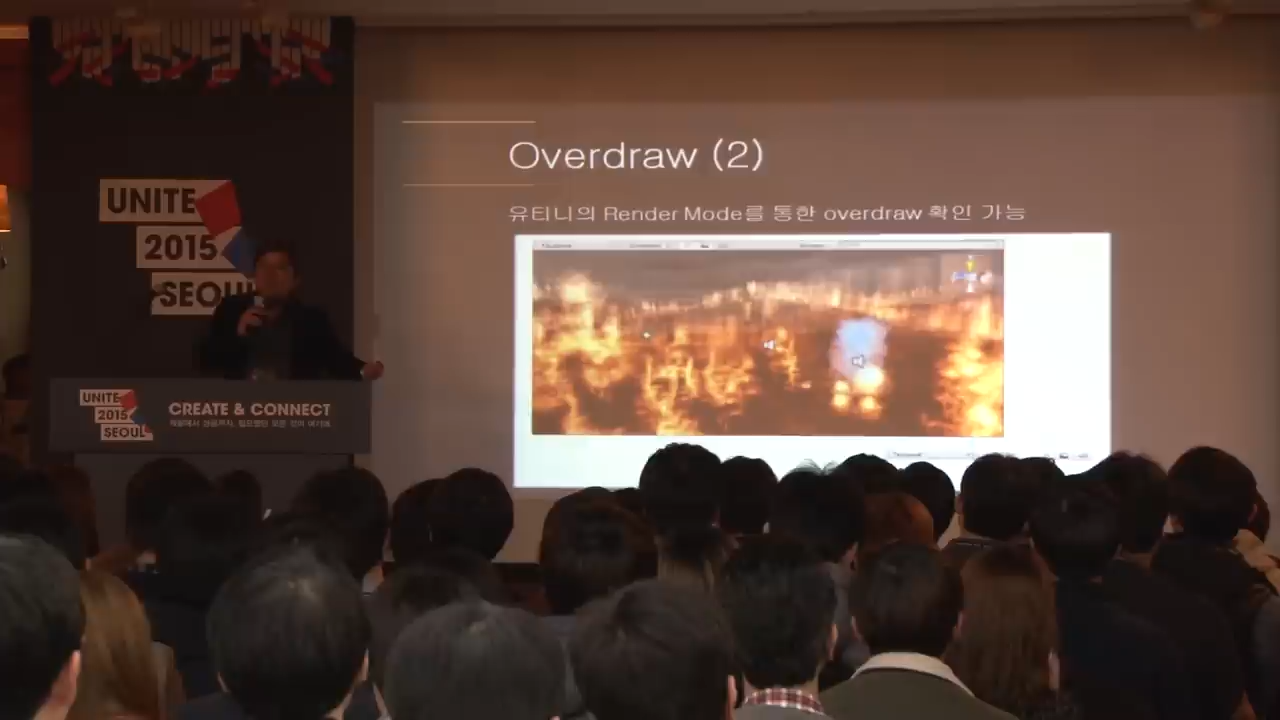 UNITE
2015
SEOUL
Overdraw (2)
유티니의 Render Mode를 통한 overdraw 확인 가능
UNITE
2015
SEOUL
CREATE & CONNECT